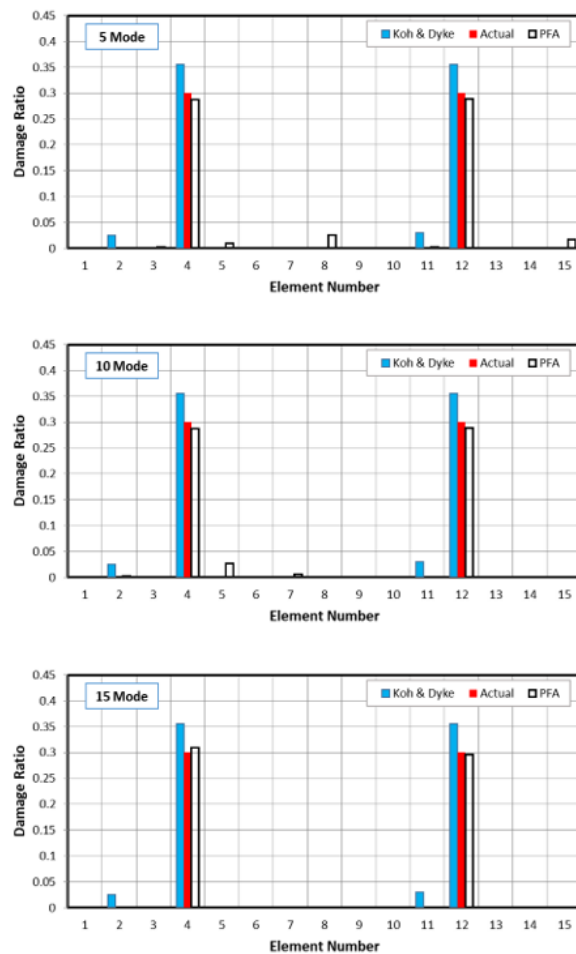 5 Mode
Koh & Dyke Actual PFA
0.45
0.4
0.35
0.3
0.25
0.2
0.15
0.1
0.05
0
Damage Ratio
1 2 3 4 5 6 7 8 9 10 11 12 13 14 15
Element Number
10 Mode
Koh & Dyke Actual PFA
0.45
0.4
0.35
0.3
0.25
0.2
0.15
0.1
0.05
0
Damage Ratio
1 2 3 4 5 6 7 8 9 10 11 12 13 14 15
Element Number
15 Mode
Koh & Dyke Actual PFA
0.45
0.4
0.35
0.3
0.25
0.2
0.15
0.1
0.05
0
Damage Ratio
1 2 3 4 5 6 7 8 9 10 11 12 13 14 15
Element Number